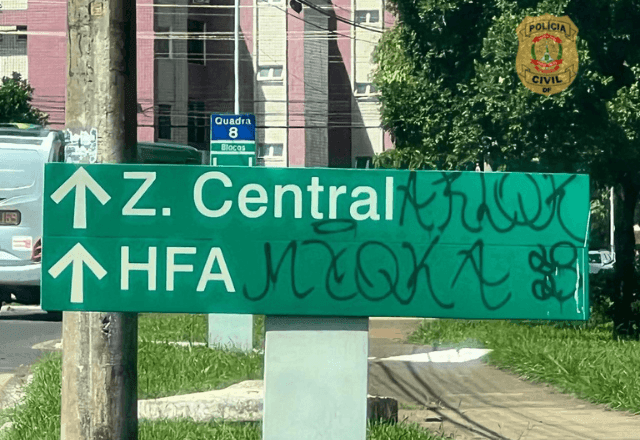 POLÍCIA
CIVIL
DF
Quadra
8
Blocos
Z. Central
HFA